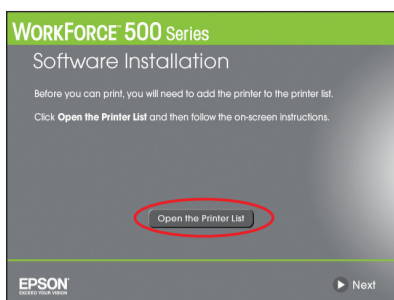 WORKFORCE™ 500 Series
Software Installation
Before you can print, you will need to add the printer to the printer list.
Click Open the Printer List and then follow the on-screen instructions.
Open the Printer List
EPSON®
EXCEED YOUR VISION
Next